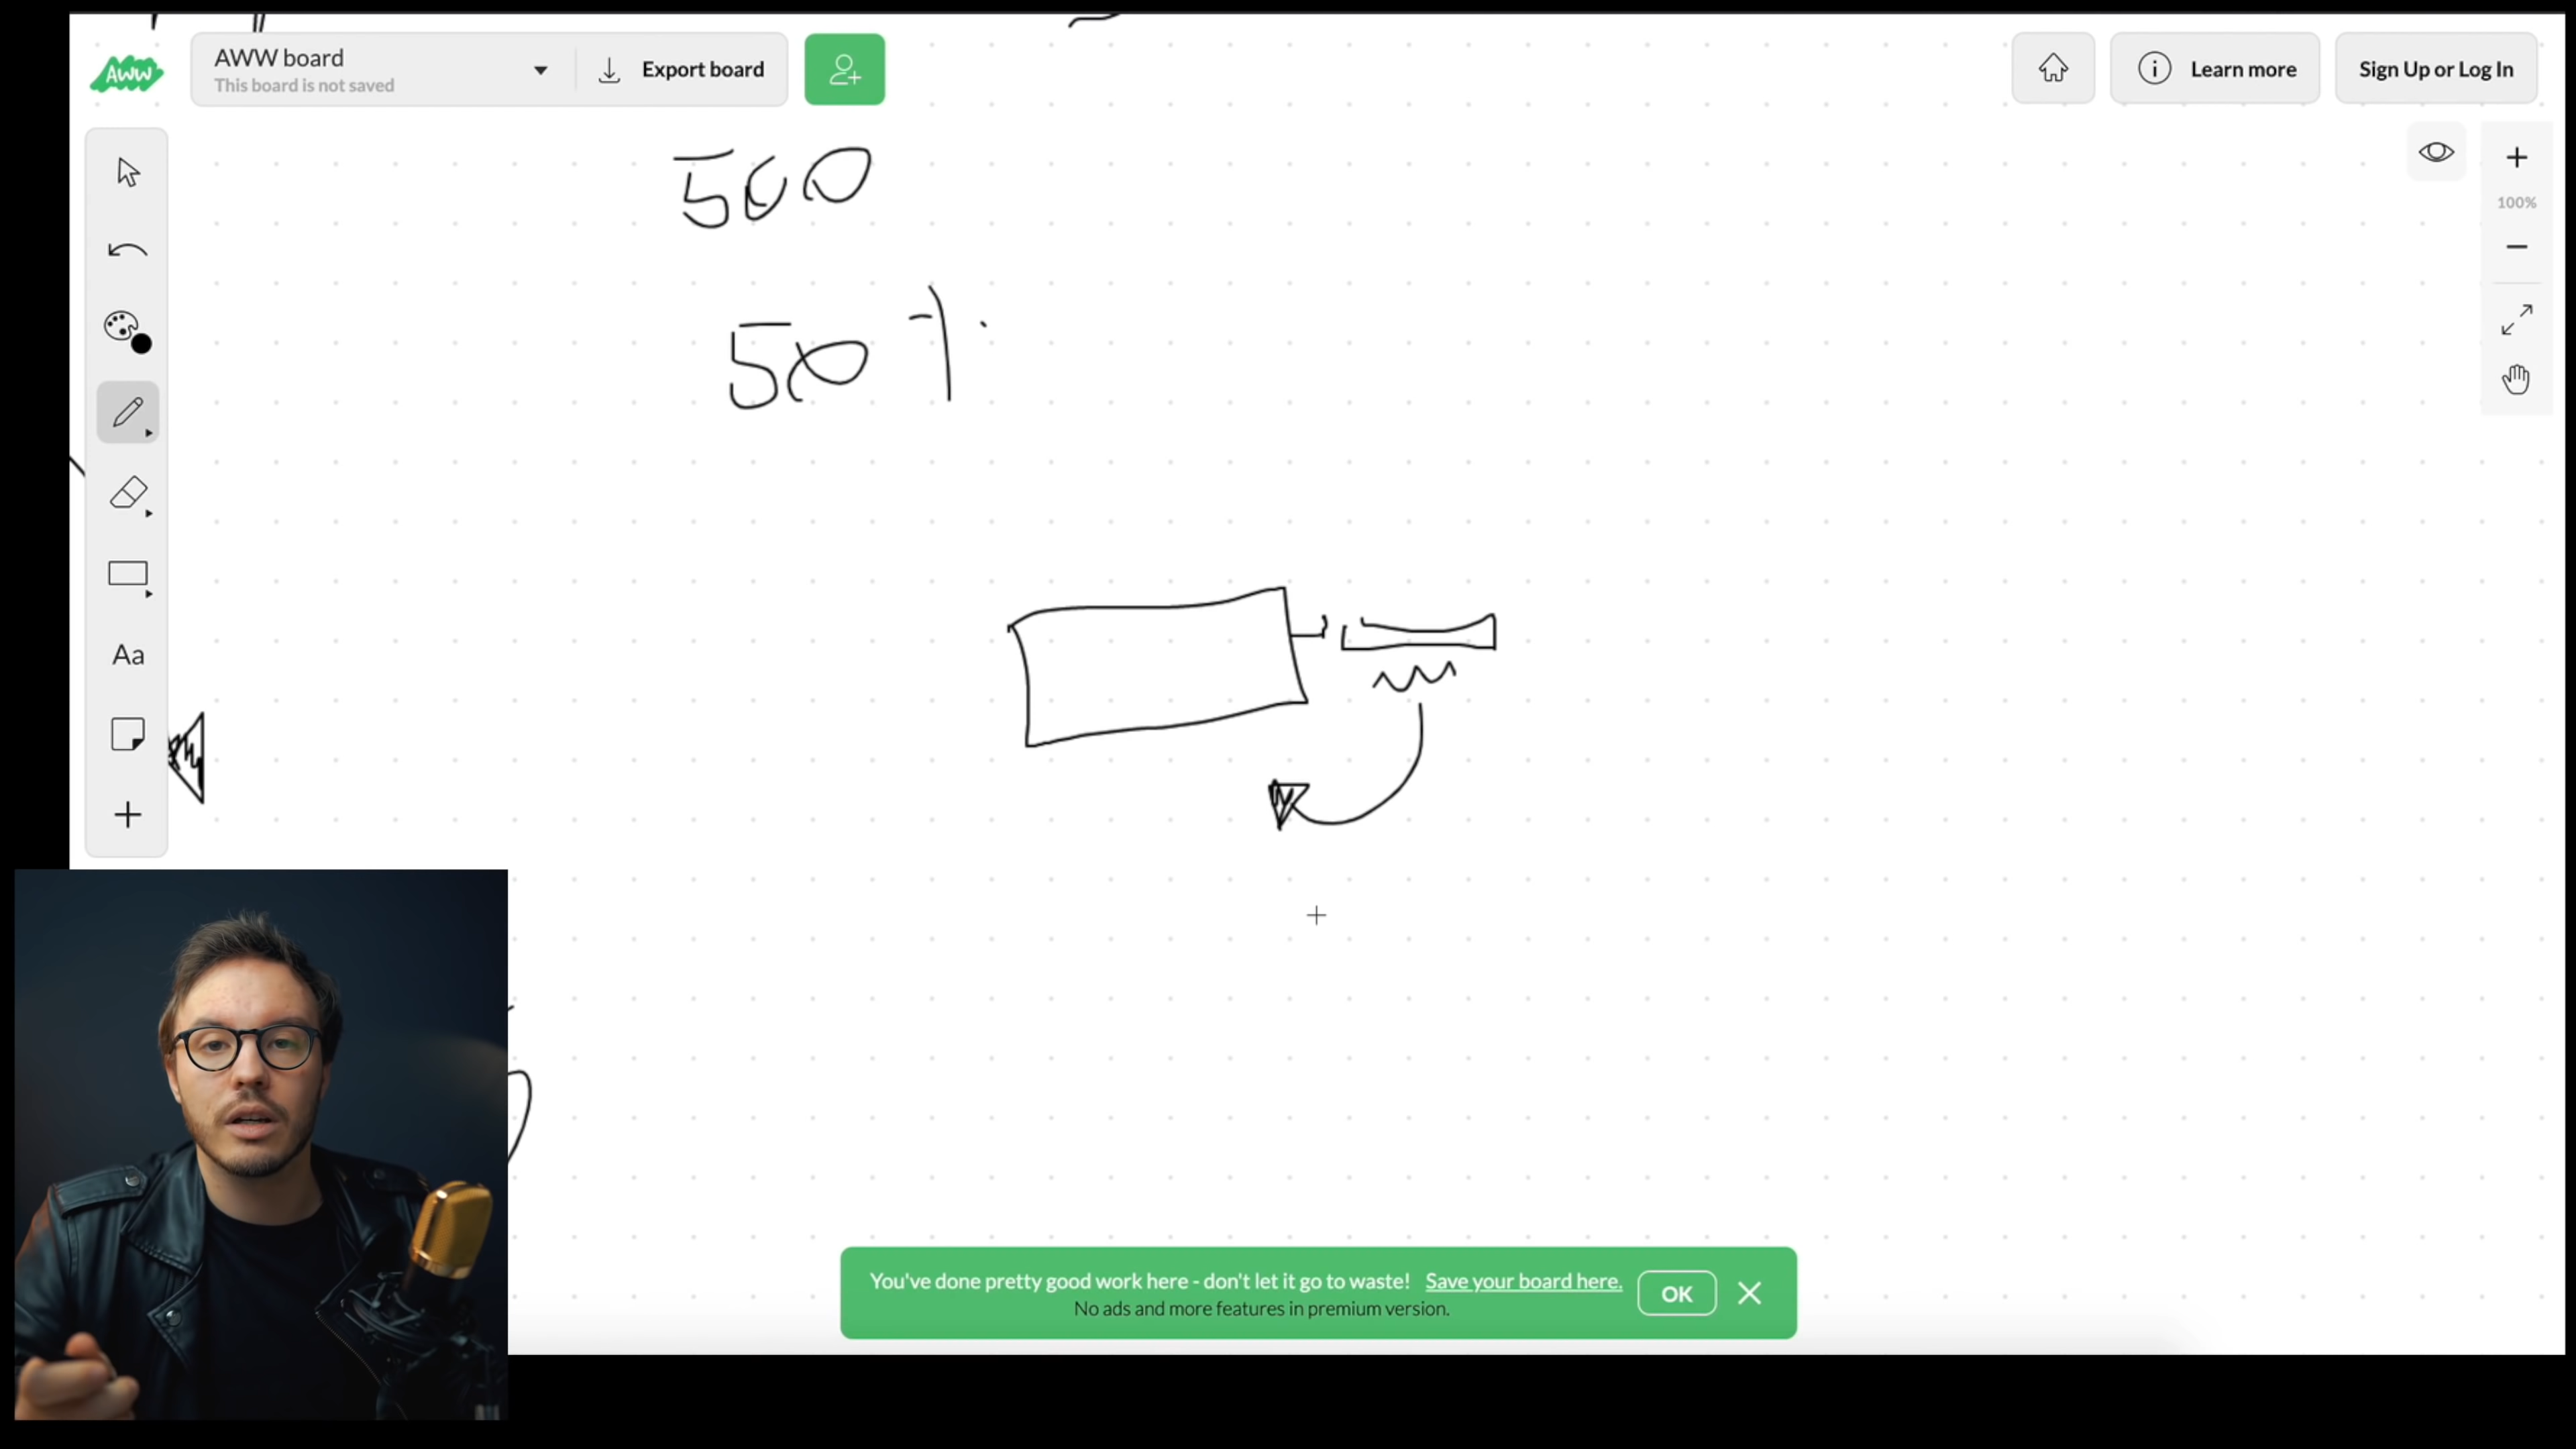 AWW
AWW board
This board is not saved
Export board
Learn more
Sign Up or Log In
100%
500
Aa
You've done pretty good work here - don't let it go to waste! Save your board here.
No ads and more features in premium version.
OK